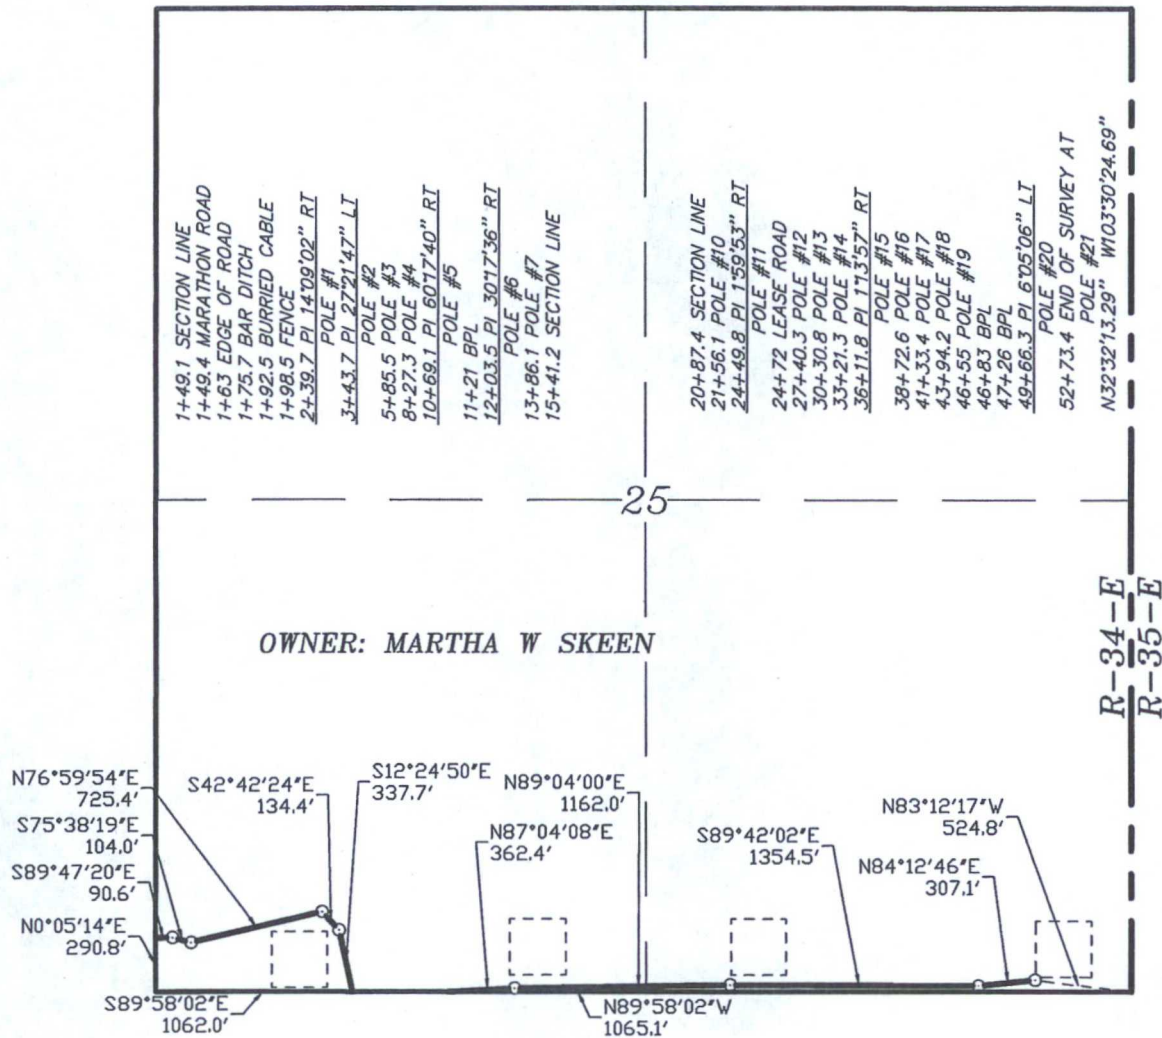 1+49.1 SECTION LINE
1+49.4 MARATHON ROAD
1+63 EDGE OF ROAD
1+75.7 BAR DITCH
1+92.5 BURRIED CABLE
1+98.5 FENCE
2+39.7 PI 14°09'02" RT
POLE #1
3+43.7 PI 27°21'47" LT
POLE #2
5+85.5 POLE #3
8+27.3 POLE #4
10+69.1 PI 60°17'40" RT
POLE #5
11+21 BPL
12+03.5 PI 30°17'36" RT
POLE #6
13+86.1 POLE #7
15+41.2 SECTION LINE
20+87.4 SECTION LINE
21+56.1 POLE #10
24+49.8 PI 1°59'53" RT
POLE #11
24+72 LEASE ROAD
27+40.3 POLE #12
30+30.8 POLE #13
33+21.3 POLE #14
36+11.8 PI 1°13'57" RT
POLE #15
38+72.6 POLE #16
41+33.4 POLE #17
43+94.2 POLE #18
46+55 POLE #19
46+83 BPL
47+26 BPL
49+66.3 PI 6°05'06" LT
POLE #20
52+73.4 END OF SURVEY AT
POLE #21
N32°32'13.29" W103°30'24.69"
25
R-34-E
R-35-E
OWNER: MARTHA W SKEEN
N76°59'54"E
725.4'
S75°38'19"E
104.0'
S89°47'20"E
90.6'
N0°05'14"E
290.8'
S42°42'24"E
134.4'
S12°24'50"E
337.7'
N89°04'00"E
1162.0'
N87°04'08"E
362.4'
S89°42'02"E
1354.5'
N83°12'17"W
524.8'
N84°12'46"E
307.1'
S89°58'02"E
1062.0'
N89°58'02"W
1065.1'